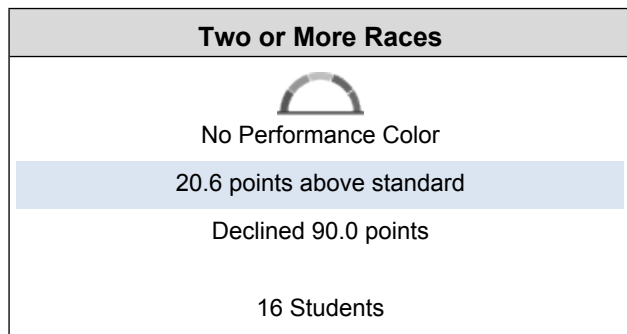 Two or More Races
No Performance Color
20.6 points above standard
Declined 90.0 points
16 Students